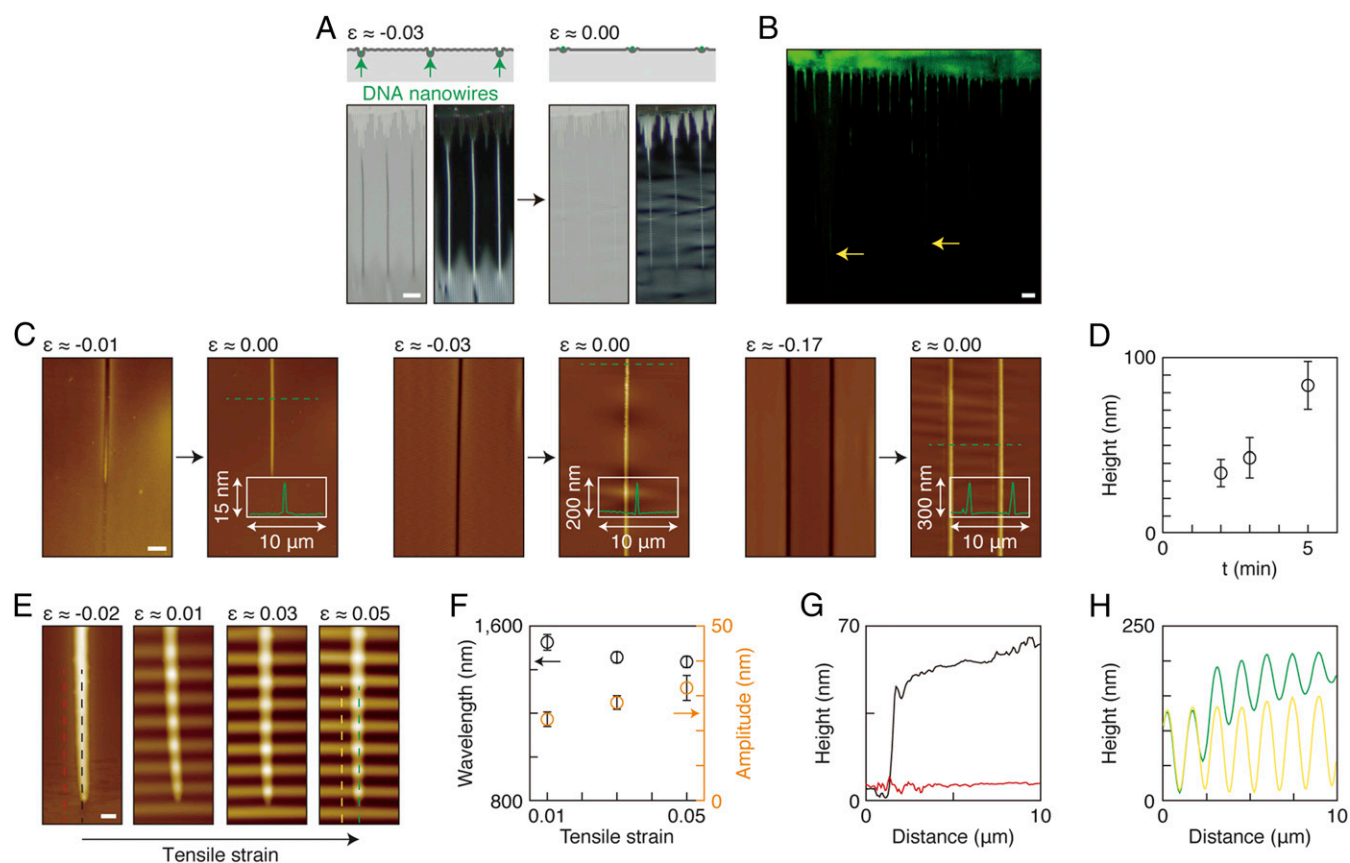 A
ε ≈ -0.03
ε ≈ 0.00
DNA nanowires
B
C
ε ≈ -0.01
ε ≈ 0.00
15 nm
10 μm
ε ≈ -0.03
ε ≈ 0.00
200 nm
10 μm
ε ≈ -0.17
ε ≈ 0.00
300 nm
10 μm
D
100
Height (nm)
0
0
5
t (min)
E
ε ≈ -0.02
ε ≈ 0.01
ε ≈ 0.03
ε ≈ 0.05
Tensile strain
F
1,600
Wavelength (nm)
800
50
Amplitude (nm)
0
0.01
0.05
Tensile strain
G
70
Height (nm)
0
0
10
Distance (μm)
H
250
Height (nm)
0
0
10
Distance (μm)